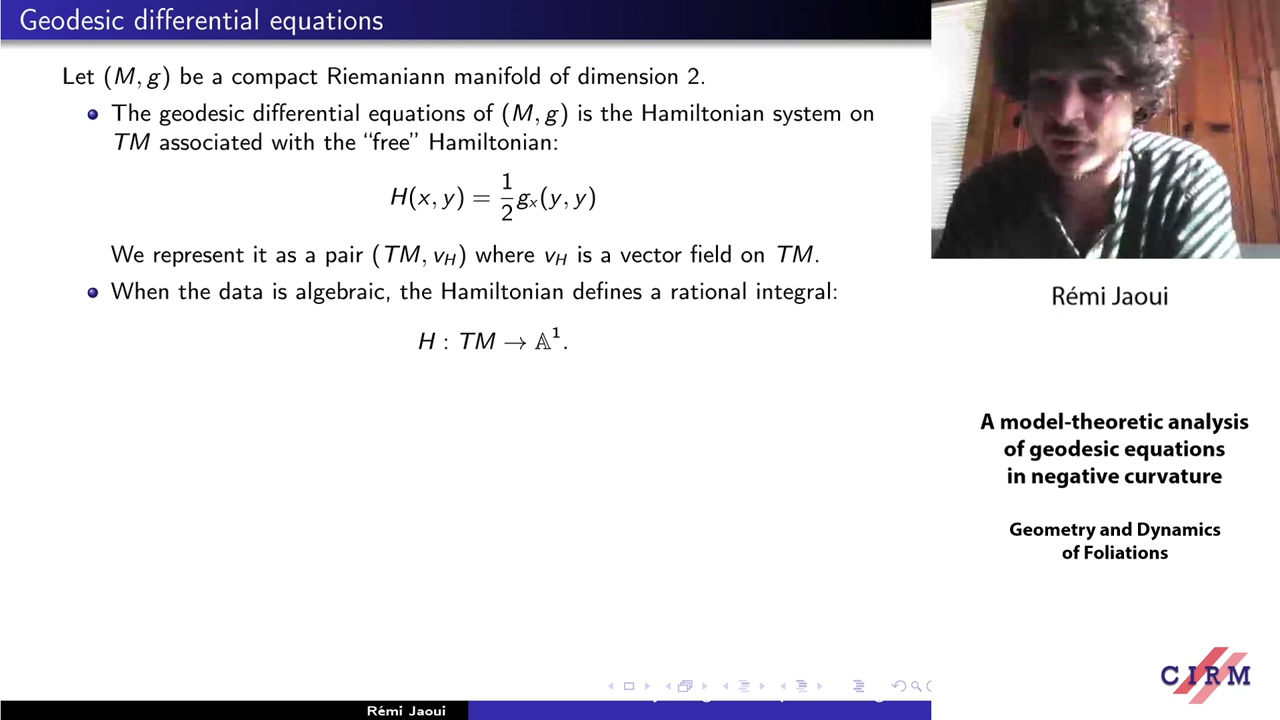 Geodesic differential equations
Let (M, g) be a compact Riemaniann manifold of dimension 2.
The geodesic differential equations of (M, g) is the Hamiltonian system on
TM associated with the “free” Hamiltonian:
H(x, y) = 1/2 gₓ(y, y)
We represent it as a pair (TM, v_H) where v_H is a vector field on TM.
When the data is algebraic, the Hamiltonian defines a rational integral:
H : TM → 𝔸¹.
Rémi Jaoui
Rémi Jaoui
A model-theoretic analysis
of geodesic equations
in negative curvature
Geometry and Dynamics
of Foliations
CIRM